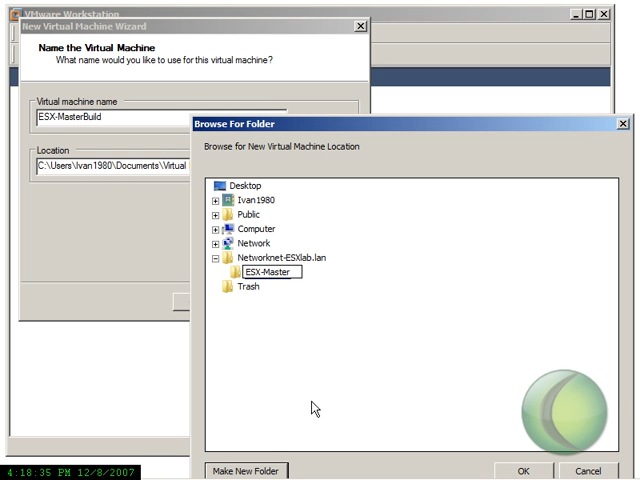 VMware Workstation
New Virtual Machine Wizard
Name the Virtual Machine
What name would you like to use for this virtual machine?
Virtual machine name
ESX-MasterBuild
Location
C:\Users\Ivan1980\Documents\Virtual
Browse For Folder
Browse for New Virtual Machine Location
Desktop
Ivan1980
Public
Computer
Network
Networknet-ESXlab.lan
ESX-Master
Trash
Make New Folder
OK
Cancel
4:18:35 PM 12/8/2007